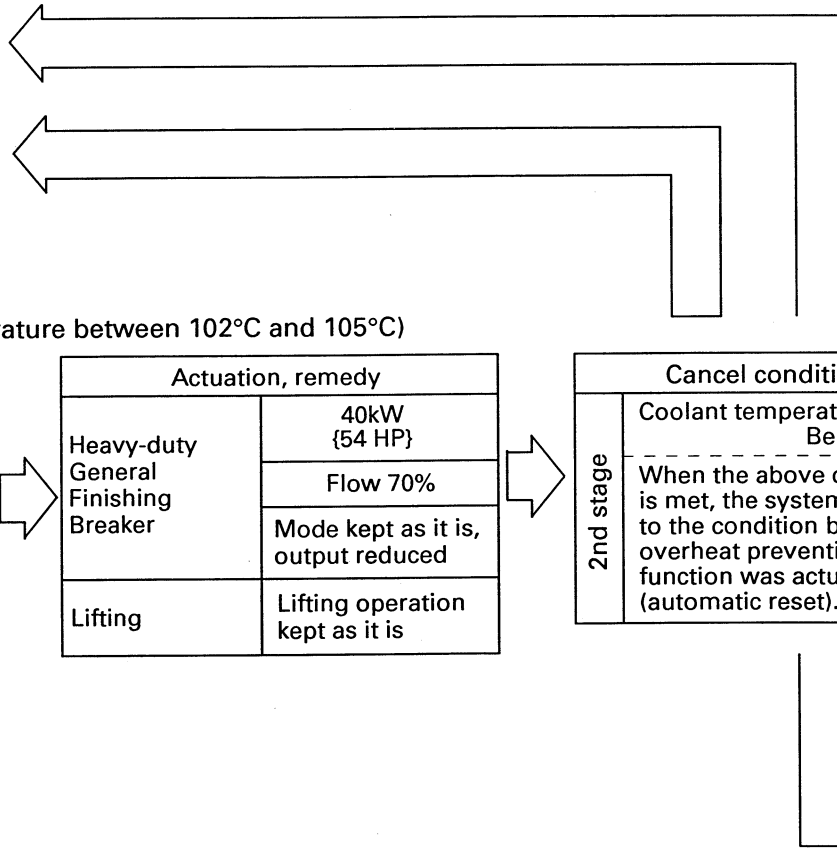 ature between 102°C and 105°C)
Actuation, remedy
Heavy-duty
General
Finishing
Breaker
40kW
{54 HP}
Flow 70%
Mode kept as it is,
output reduced
Lifting
Lifting operation
kept as it is
Cancel conditi
2nd stage
Coolant temperat
Be
When the above
is met, the system
to the condition b
overheat preventi
function was actu
(automatic reset).